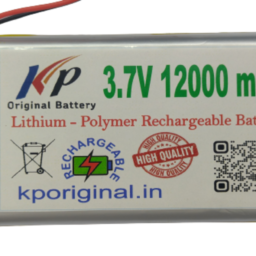 KP
Original Battery
3.7V 12000 m
Lithium - Polymer Rechargeable Bat
RECHARGEABLE
HIGH QUALITY
kporiginal.in